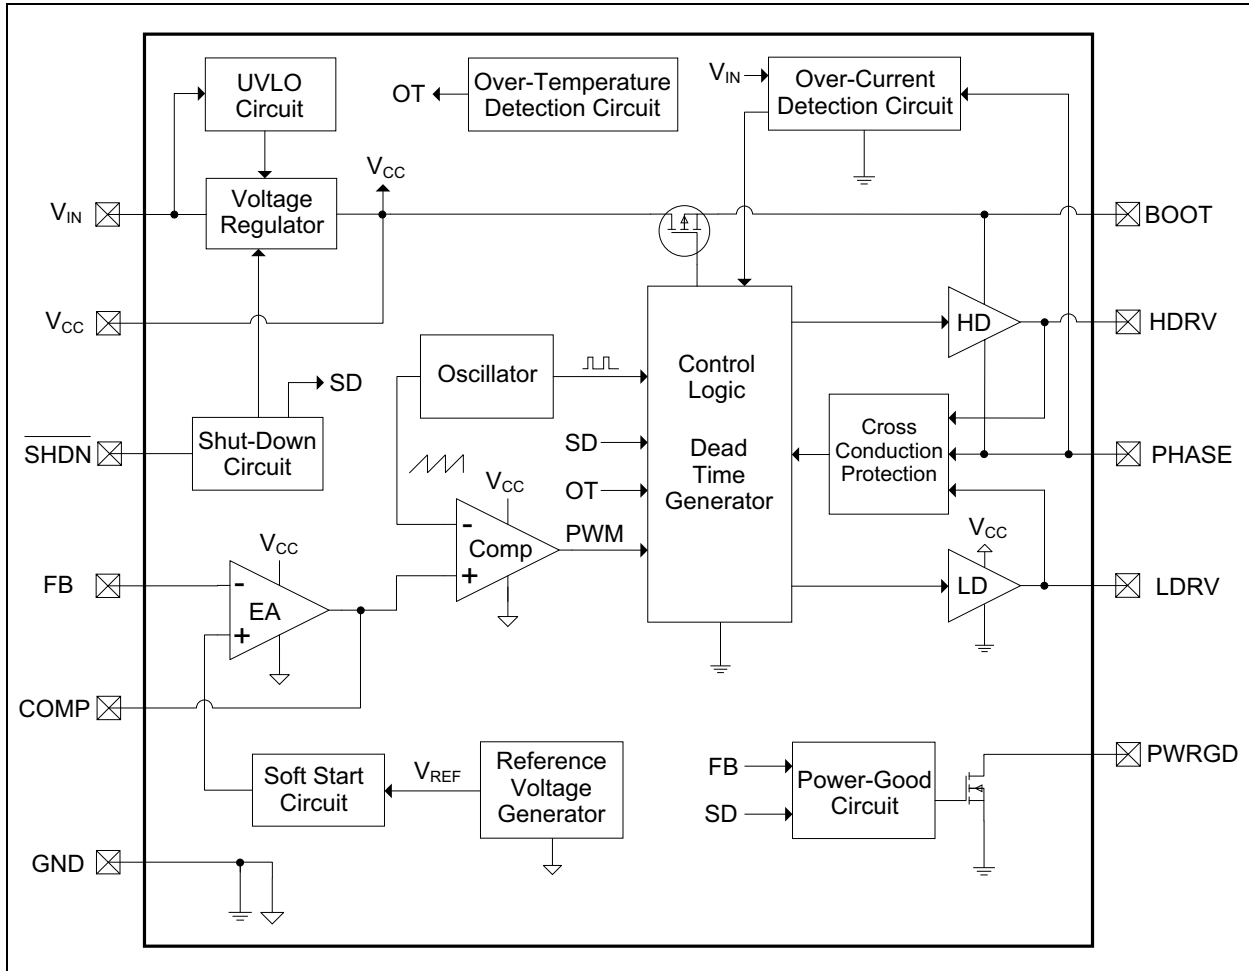 UVLO
Circuit
OT
Over-Temperature
Detection Circuit
VIN
Over-Current
Detection Circuit
VCC
VIN
Voltage
Regulator
BOOT
VCC
HD
HDRV
Oscillator
Control
Logic
SD
SHDN
Shut-Down
Circuit
SD
Dead
Time
Generator
Cross
Conduction
Protection
PHASE
OT
VCC
-
Comp
+
PWM
VCC
FB
-
EA
+
VCC
LD
LDRV
COMP
Soft Start
Circuit
VREF
Reference
Voltage
Generator
FB
SD
Power-Good
Circuit
PWRGD
GND